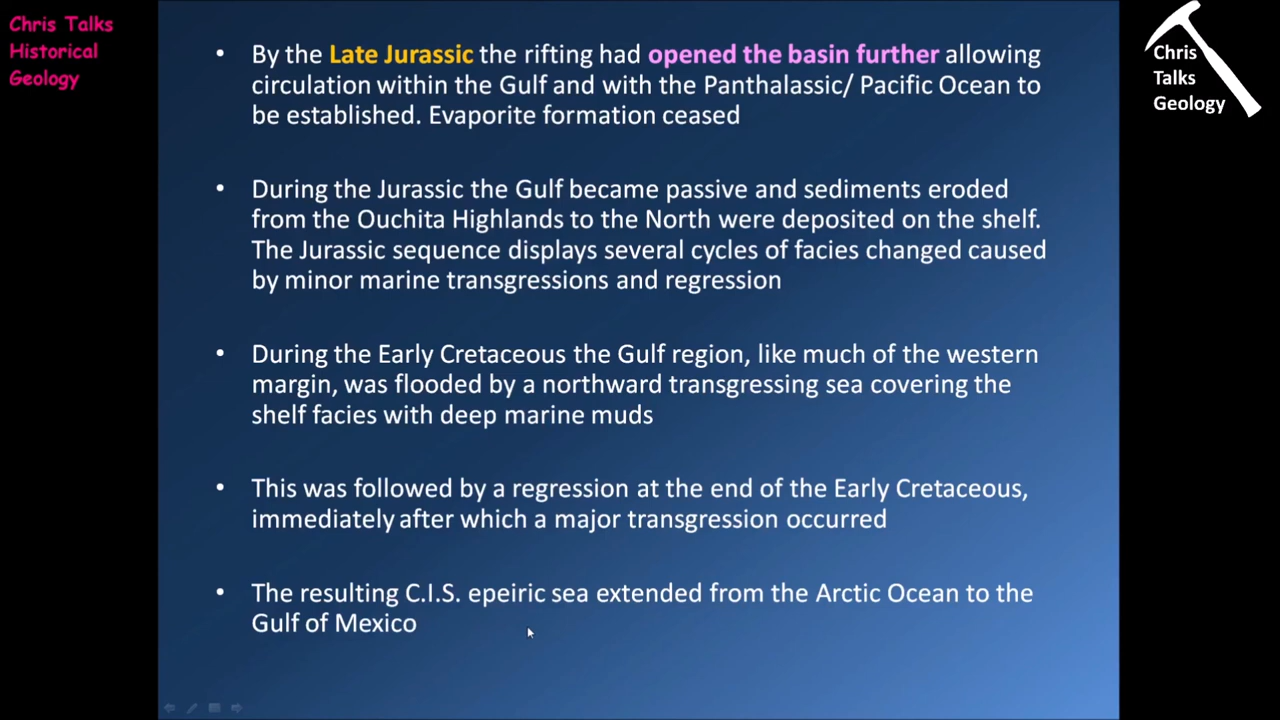 Chris Talks
Historical
Geology
• By the Late Jurassic the rifting had opened the basin further allowing
circulation within the Gulf and with the Panthalassic/ Pacific Ocean to
be established. Evaporite formation ceased
• During the Jurassic the Gulf became passive and sediments eroded
from the Ouchita Highlands to the North were deposited on the shelf.
The Jurassic sequence displays several cycles of facies changed caused
by minor marine transgressions and regression
• During the Early Cretaceous the Gulf region, like much of the western
margin, was flooded by a northward transgressing sea covering the
shelf facies with deep marine muds
• This was followed by a regression at the end of the Early Cretaceous,
immediately after which a major transgression occurred
• The resulting C.I.S. epeiric sea extended from the Arctic Ocean to the
Gulf of Mexico
Chris
Talks
Geology